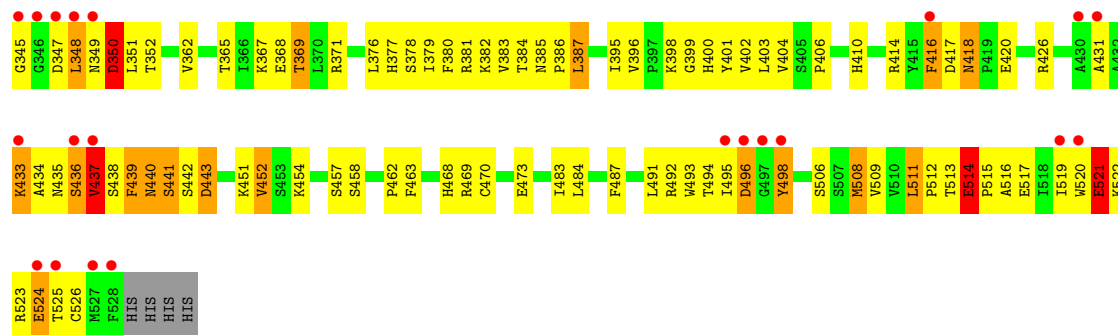 G345 G346 D347 L348 N349 D350 L351 T352 V362 T365 I366 K367 E368 T369 L370 R371 L376 H377 S378 I379 F380 R381 K382 V383 T384 N385 P386 L387 I395 V396 P397 K398 G399 H400 Y401 V402 L403 V404 S405 P406 H410 R414 Y415 F416 D417 N418 P419 E420 R426 A430 A431 A432
K433 A434 N435 S436 V437 S438 F439 N440 S441 S442 D443 K451 V452 S453 K454 S457 S458 P462 F463 H468 R469 C470 E473 I483 L484 F487 L491 R492 W493 T494 I495 D496 G497 Y498 S506 S507 M508 V509 V510 L511 P512 T513 E514 P515 A516 E517 I518 I519 W520 E521 K522
R523 E524 T525 C526 M527 F528 HIS HIS HIS HIS